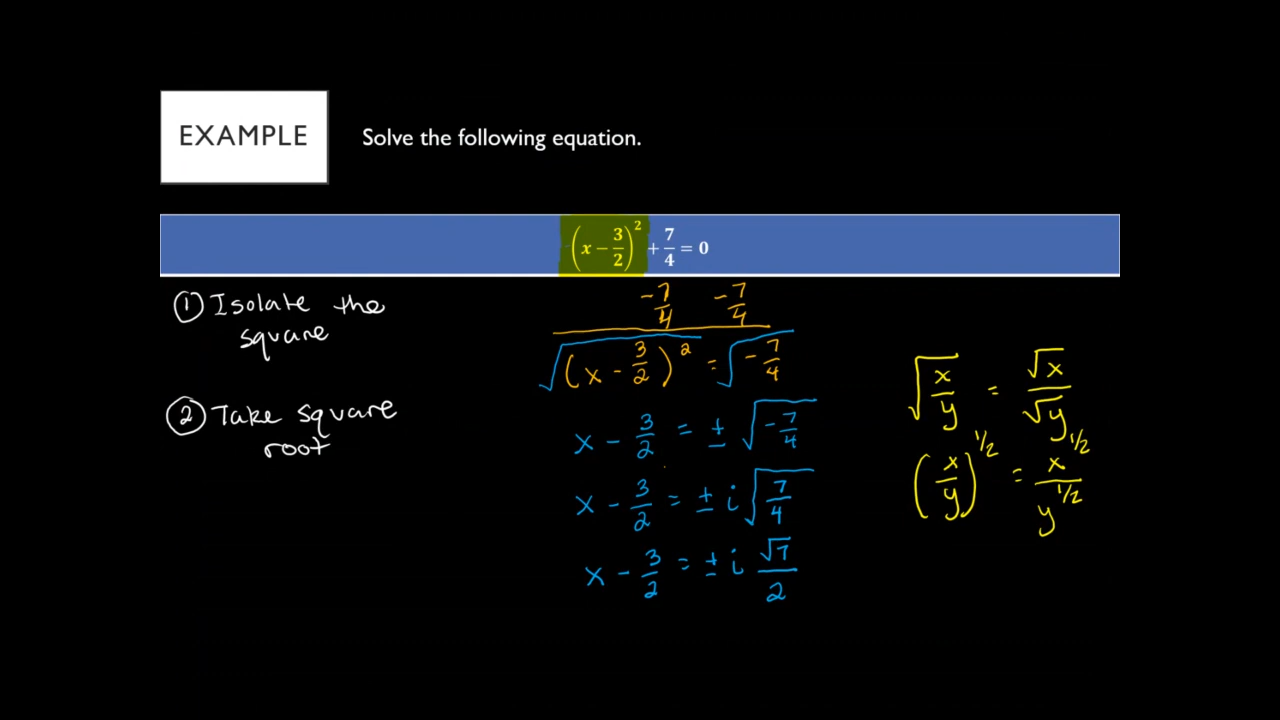 EXAMPLE
Solve the following equation.
(x − 3/2)² + 7/4 = 0
① Isolate the
square
−7/4 −7/4
√(x − 3/2)² = √−7/4
② Take square
root
x − 3/2 = ± √−7/4
x − 3/2 = ± i √7/4
x − 3/2 = ± i √7/2
√x/y = √x/√y
(x/y)^1/2 = x^1/2/y^1/2